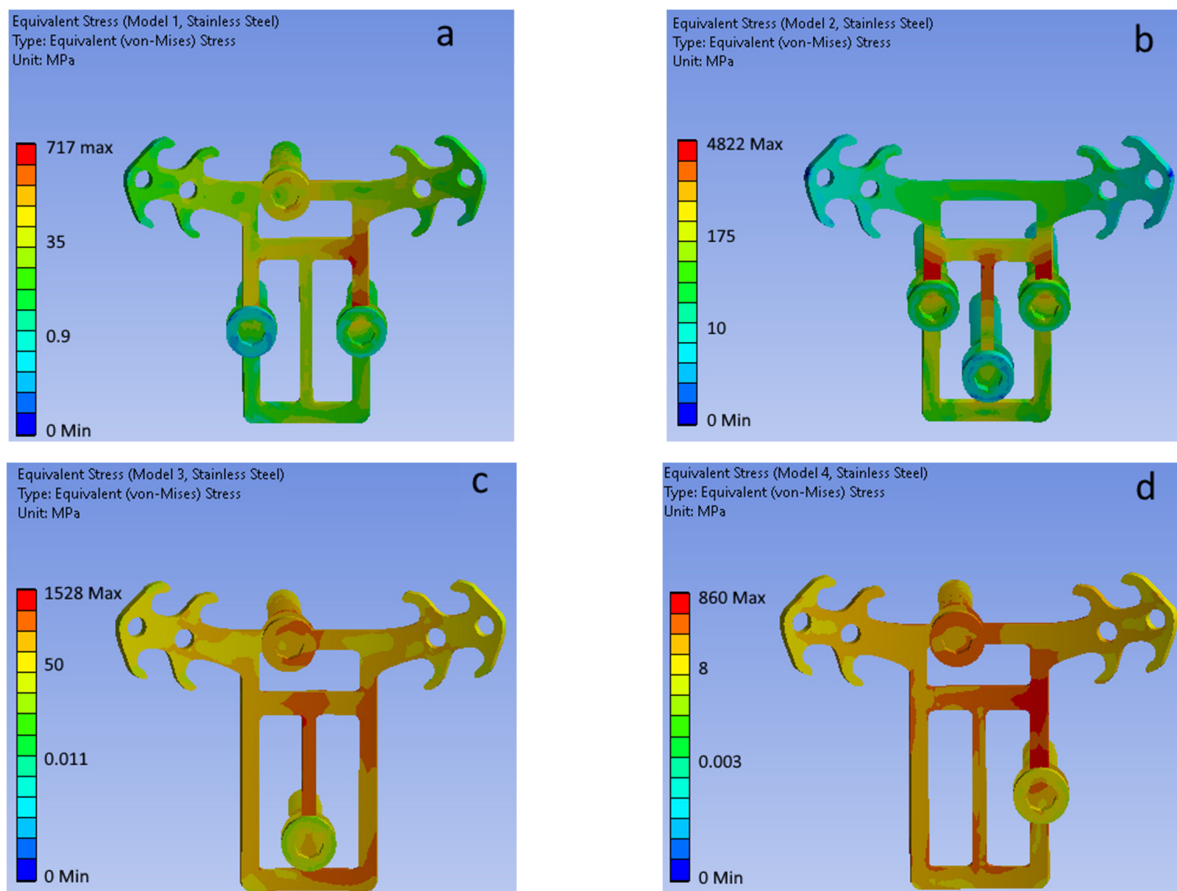 Equivalent Stress (Model 1, Stainless Steel)
Type: Equivalent (von-Mises) Stress
Unit: MPa
a
717 max
35
0.9
0 Min
Equivalent Stress (Model 2, Stainless Steel)
Type: Equivalent (von-Mises) Stress
Unit: MPa
b
4822 Max
175
10
0 Min
Equivalent Stress (Model 3, Stainless Steel)
Type: Equivalent (von-Mises) Stress
Unit: MPa
c
1528 Max
50
0.011
0 Min
Equivalent Stress (Model 4, Stainless Steel)
Type: Equivalent (von-Mises) Stress
Unit: MPa
d
860 Max
8
0.003
0 Min